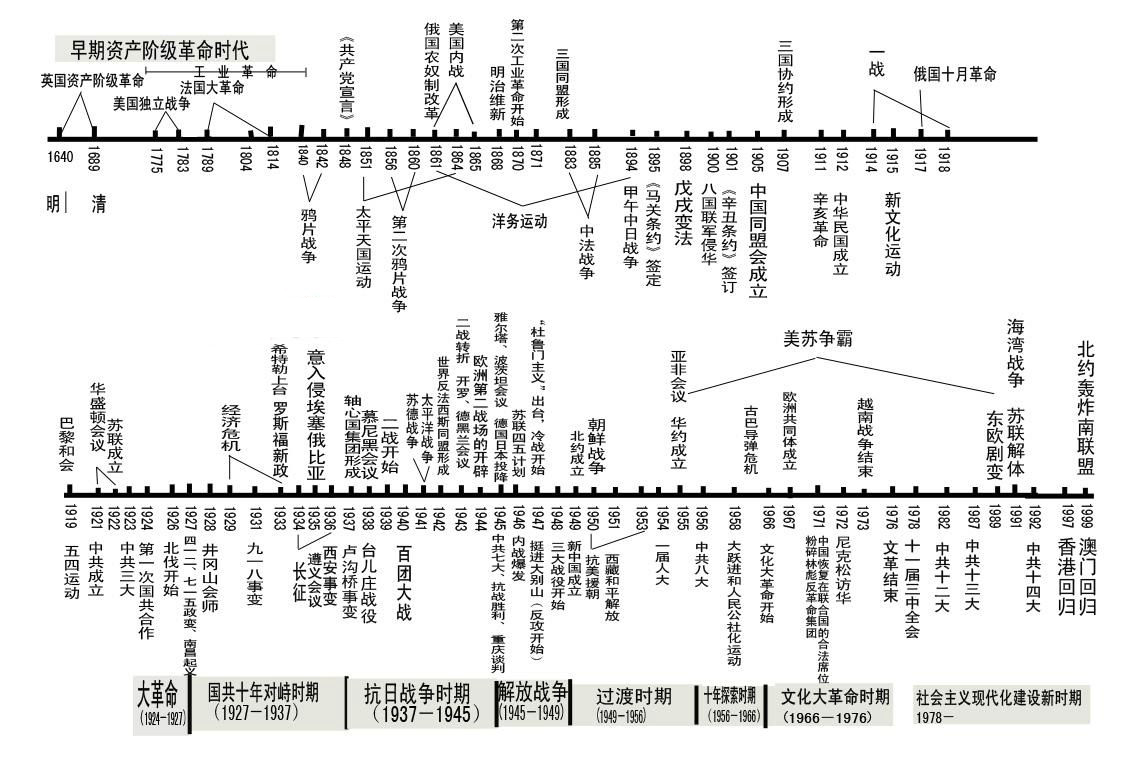 早期资产阶级革命时代
工业革命
英国资产阶级革命
美国独立战争
法国大革命
《共产党宣言》
俄国农奴制改革
美国内战
明治维新
第二次工业革命开始
三国同盟形成
三国协约形成
一战
俄国十月革命
1640
1689
1775
1783
1789
1804
1814
1840
1842
1848
1851
1856
1860
1861
1864
1865
1868
1870
1871
1883
1885
1894
1895
1898
1900
1901
1905
1907
1911
1912
1914
1915
1917
1918
明
清
鸦片战争
太平天国运动
第二次鸦片战争
洋务运动
中法战争
甲午中日战争
《马关条约》签定
戊戌变法
八国联军侵华
《辛丑条约》签订
中国同盟会成立
辛亥革命
中华民国成立
新文化运动
巴黎和会
华盛顿会议
苏联成立
经济危机
希特勒上台 罗斯福新政
意入侵埃塞俄比亚
轴心国集团形成
慕尼黑会议
二战开始
苏德战争
太平洋战争
世界反法西斯同盟形成
二战转折 开罗、德黑兰会议
欧洲第二战场的开辟
雅尔塔、波茨坦会议 德国日本投降
苏联四五计划
“杜鲁门主义”出台，冷战开始
北约成立
朝鲜战争
亚非会议 华约成立
美苏争霸
古巴导弹危机
欧洲共同体成立
越南战争结束
东欧剧变
海湾战争
苏联解体
北约轰炸南联盟
1919
1921
1922
1923
1924
1926
1927
1928
1929
1931
1933
1934
1935
1936
1937
1938
1939
1940
1941
1942
1943
1944
1945
1946
1947
1948
1949
1950
1951
1953
1954
1955
1956
1958
1966
1967
1971
1972
1973
1976
1978
1982
1987
1989
1991
1992
1997
1999
五四运动
中共成立
中共三大
第一次国共合作
北伐开始
四一二、七一五政变、南昌起义
井冈山会师
九一八事变
长征
遵义会议
西安事变
卢沟桥事变
台儿庄战役
百团大战
中共七大、抗战胜利、重庆谈判
内战爆发
挺进大别山（反攻开始）
三大战役开始
新中国成立
抗美援朝
西藏和平解放
一届人大
中共八大
大跃进和人民公社化运动
文化大革命开始
粉碎林彪反革命集团
中国恢复在联合国的合法席位
尼克松访华
文革结束
十一届三中全会
中共十二大
中共十三大
中共十四大
香港回归
澳门回归
大革命
(1924—1927)
国共十年对峙时期
(1927—1937)
抗日战争时期
(1937—1945)
解放战争
(1945—1949)
过渡时期
(1949—1956)
十年探索时期
(1956—1966)
文化大革命时期
(1966—1976)
社会主义现代化建设新时期
1978—